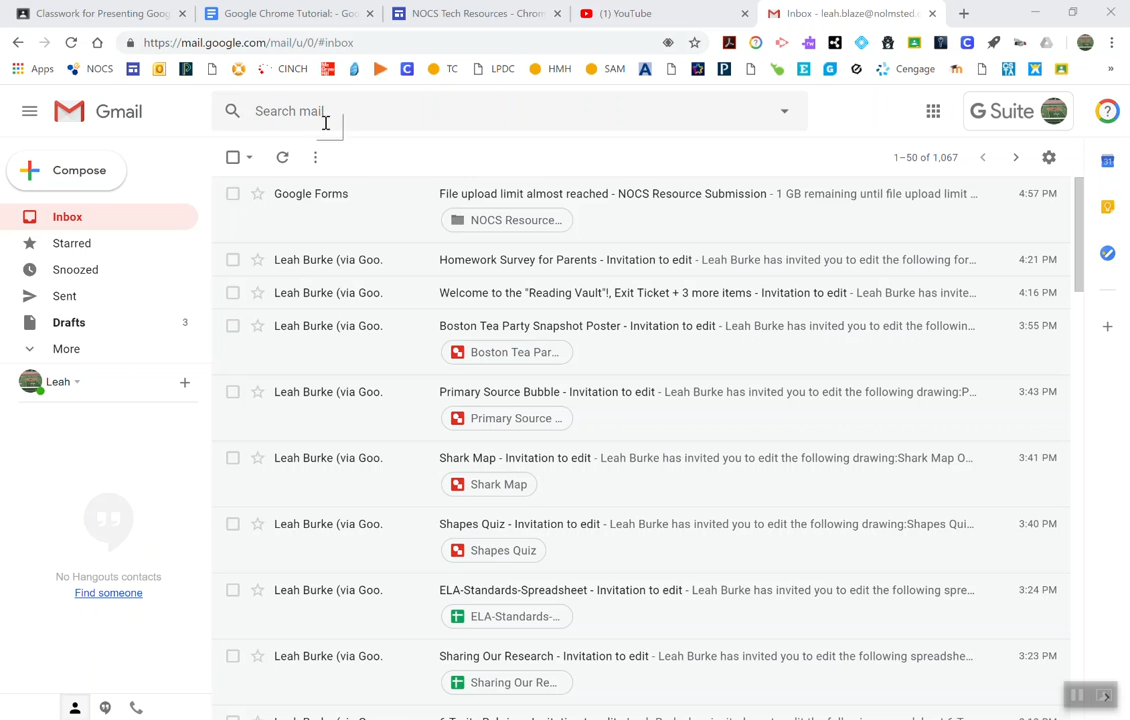 Classwork for Presenting Goog
Google Chrome Tutorial: - Goo
NOCS Tech Resources - Chrom
(1) YouTube
Inbox - leah.blaze@nolmsted.c
https://mail.google.com/mail/u/0/#inbox
Apps NOCS CINCH TC LPDC HMH SAM Cengage »
Gmail
Search mail
G Suite
Compose
1–50 of 1,067
Inbox
Starred
Snoozed
Sent
Drafts 3
More
Leah
No Hangouts contacts
Find someone
Google Forms File upload limit almost reached - NOCS Resource Submission - 1 GB remaining until file upload limit ... 4:57 PM
NOCS Resource...
Leah Burke (via Goo. Homework Survey for Parents - Invitation to edit - Leah Burke has invited you to edit the following for... 4:21 PM
Leah Burke (via Goo. Welcome to the "Reading Vault"!, Exit Ticket + 3 more items - Invitation to edit - Leah Burke has invite... 4:16 PM
Leah Burke (via Goo. Boston Tea Party Snapshot Poster - Invitation to edit - Leah Burke has invited you to edit the followin... 3:55 PM
Boston Tea Par...
Leah Burke (via Goo. Primary Source Bubble - Invitation to edit - Leah Burke has invited you to edit the following drawing:P... 3:43 PM
Primary Source ...
Leah Burke (via Goo. Shark Map - Invitation to edit - Leah Burke has invited you to edit the following drawing:Shark Map O... 3:41 PM
Shark Map
Leah Burke (via Goo. Shapes Quiz - Invitation to edit - Leah Burke has invited you to edit the following drawing:Shapes Qui... 3:40 PM
Shapes Quiz
Leah Burke (via Goo. ELA-Standards-Spreadsheet - Invitation to edit - Leah Burke has invited you to edit the following spre... 3:24 PM
ELA-Standards-...
Leah Burke (via Goo. Sharing Our Research - Invitation to edit - Leah Burke has invited you to edit the following spreadshe... 3:23 PM
Sharing Our Re...